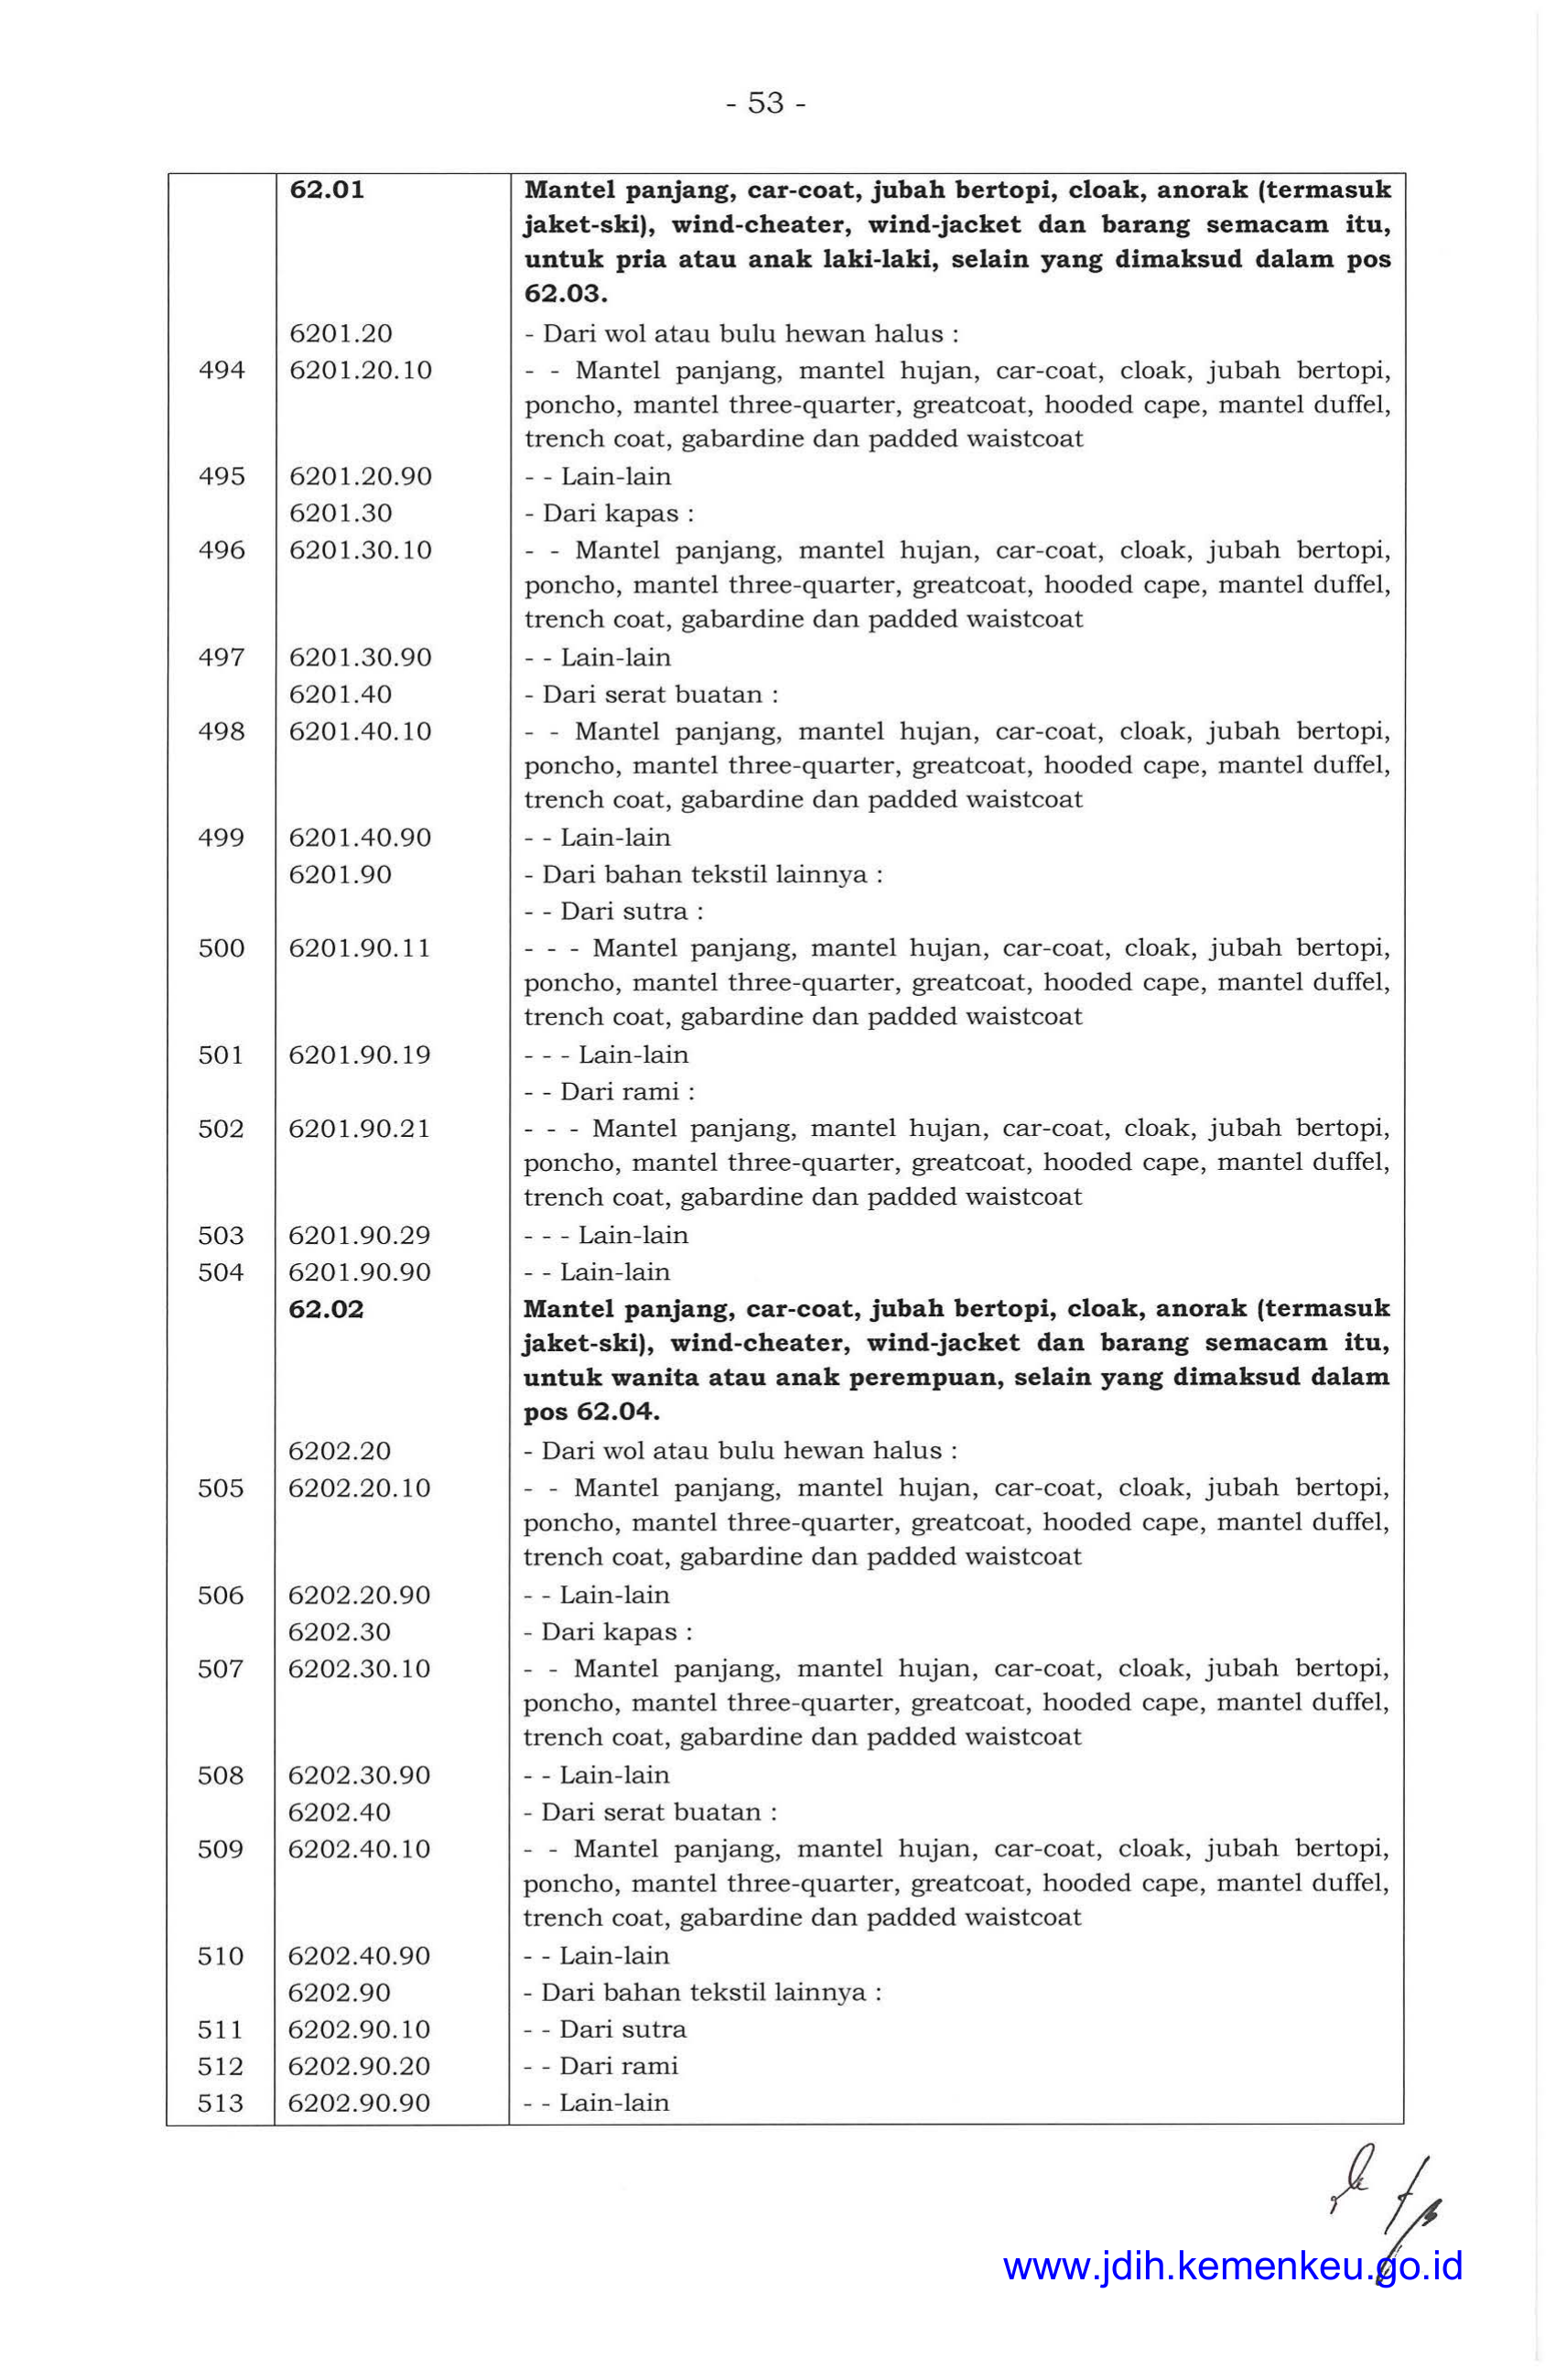 - 53 -
62.01 Mantel panjang, car-coat, jubah bertopi, cloak, anorak (termasuk
jaket-ski), wind-cheater, wind-jacket dan barang semacam itu,
untuk pria atau anak laki-laki, selain yang dimaksud dalam pos
62.03.
6201.20 - Dari wol atau bulu hewan halus :
494 6201.20.10 - - Mantel panjang, mantel hujan, car-coat, cloak, jubah bertopi,
poncho, mantel three-quarter, greatcoat, hooded cape, mantel duffel,
trench coat, gabardine dan padded waistcoat
495 6201.20.90 - - Lain-lain
6201.30 - Dari kapas :
496 6201.30.10 - - Mantel panjang, mantel hujan, car-coat, cloak, jubah bertopi,
poncho, mantel three-quarter, greatcoat, hooded cape, mantel duffel,
trench coat, gabardine dan padded waistcoat
497 6201.30.90 - - Lain-lain
6201.40 - Dari serat buatan :
498 6201.40.10 - - Mantel panjang, mantel hujan, car-coat, cloak, jubah bertopi,
poncho, mantel three-quarter, greatcoat, hooded cape, mantel duffel,
trench coat, gabardine dan padded waistcoat
499 6201.40.90 - - Lain-lain
6201.90 - Dari bahan tekstil lainnya :
- - Dari sutra :
500 6201.90.11 - - - Mantel panjang, mantel hujan, car-coat, cloak, jubah bertopi,
poncho, mantel three-quarter, greatcoat, hooded cape, mantel duffel,
trench coat, gabardine dan padded waistcoat
501 6201.90.19 - - - Lain-lain
- - Dari rami :
502 6201.90.21 - - - Mantel panjang, mantel hujan, car-coat, cloak, jubah bertopi,
poncho, mantel three-quarter, greatcoat, hooded cape, mantel duffel,
trench coat, gabardine dan padded waistcoat
503 6201.90.29 - - - Lain-lain
504 6201.90.90 - - Lain-lain
62.02 Mantel panjang, car-coat, jubah bertopi, cloak, anorak (termasuk
jaket-ski), wind-cheater, wind-jacket dan barang semacam itu,
untuk wanita atau anak perempuan, selain yang dimaksud dalam
pos 62.04.
6202.20 - Dari wol atau bulu hewan halus :
505 6202.20.10 - - Mantel panjang, mantel hujan, car-coat, cloak, jubah bertopi,
poncho, mantel three-quarter, greatcoat, hooded cape, mantel duffel,
trench coat, gabardine dan padded waistcoat
506 6202.20.90 - - Lain-lain
6202.30 - Dari kapas :
507 6202.30.10 - - Mantel panjang, mantel hujan, car-coat, cloak, jubah bertopi,
poncho, mantel three-quarter, greatcoat, hooded cape, mantel duffel,
trench coat, gabardine dan padded waistcoat
508 6202.30.90 - - Lain-lain
6202.40 - Dari serat buatan :
509 6202.40.10 - - Mantel panjang, mantel hujan, car-coat, cloak, jubah bertopi,
poncho, mantel three-quarter, greatcoat, hooded cape, mantel duffel,
trench coat, gabardine dan padded waistcoat
510 6202.40.90 - - Lain-lain
6202.90 - Dari bahan tekstil lainnya :
511 6202.90.10 - - Dari sutra
512 6202.90.20 - - Dari rami
513 6202.90.90 - - Lain-lain
www.jdih.kemenkeu.go.id